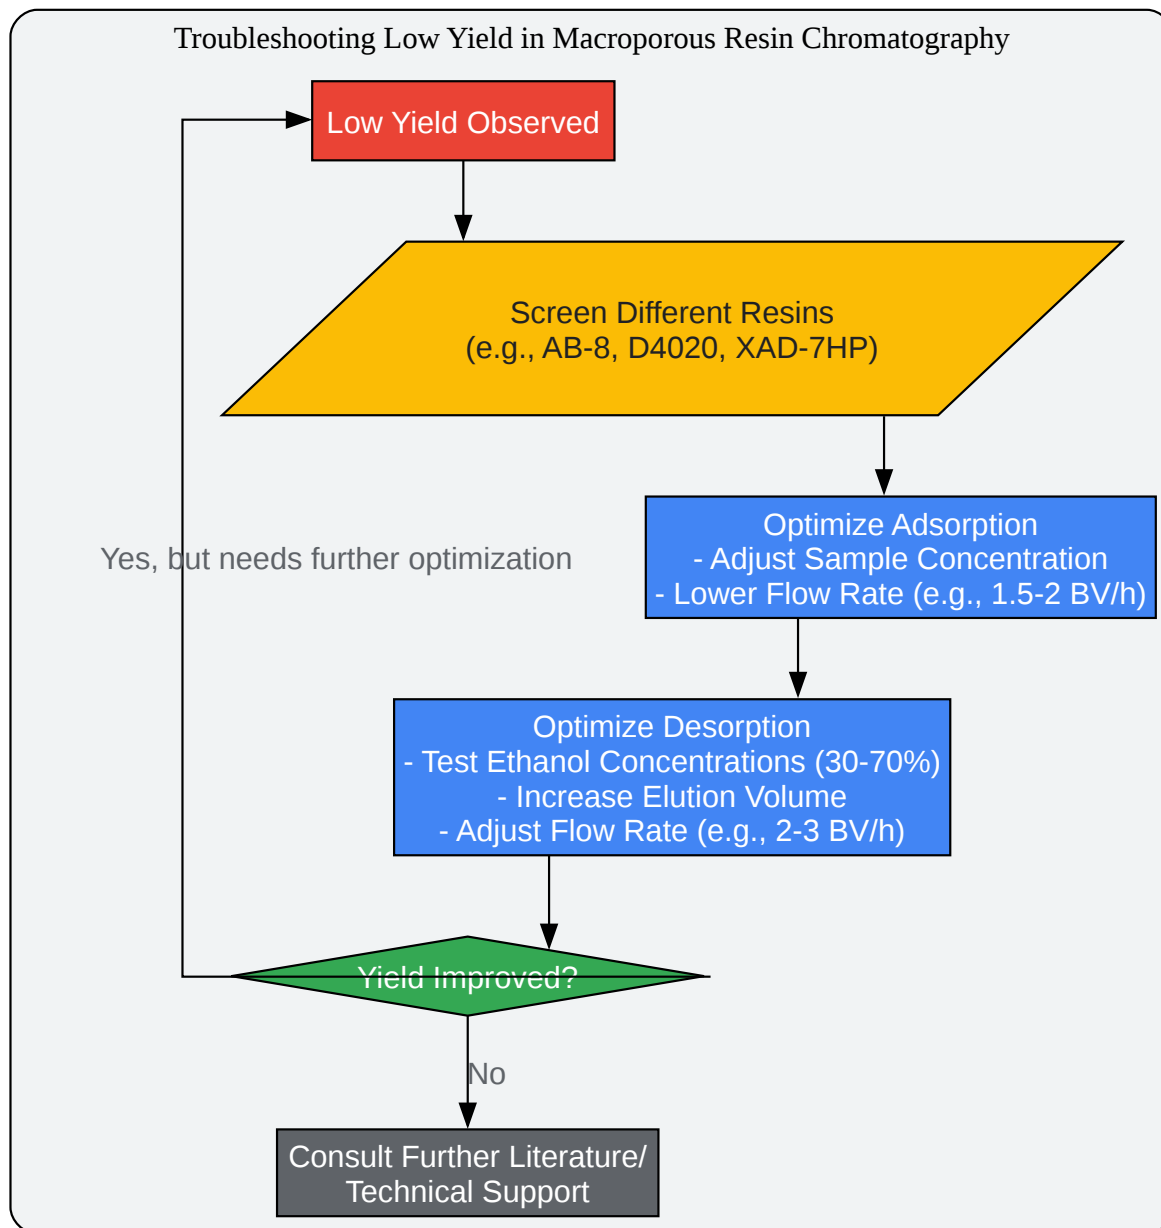 Troubleshooting Low Yield in Macroporous Resin Chromatography
Low Yield Observed
Screen Different Resins
(e.g., AB-8, D4020, XAD-7HP)
Optimize Adsorption
- Adjust Sample Concentration
- Lower Flow Rate (e.g., 1.5-2 BV/h)
Yes, but needs further optimization
Optimize Desorption
- Test Ethanol Concentrations (30-70%)
- Increase Elution Volume
- Adjust Flow Rate (e.g., 2-3 BV/h)
Yield Improved?
No
Consult Further Literature/
Technical Support